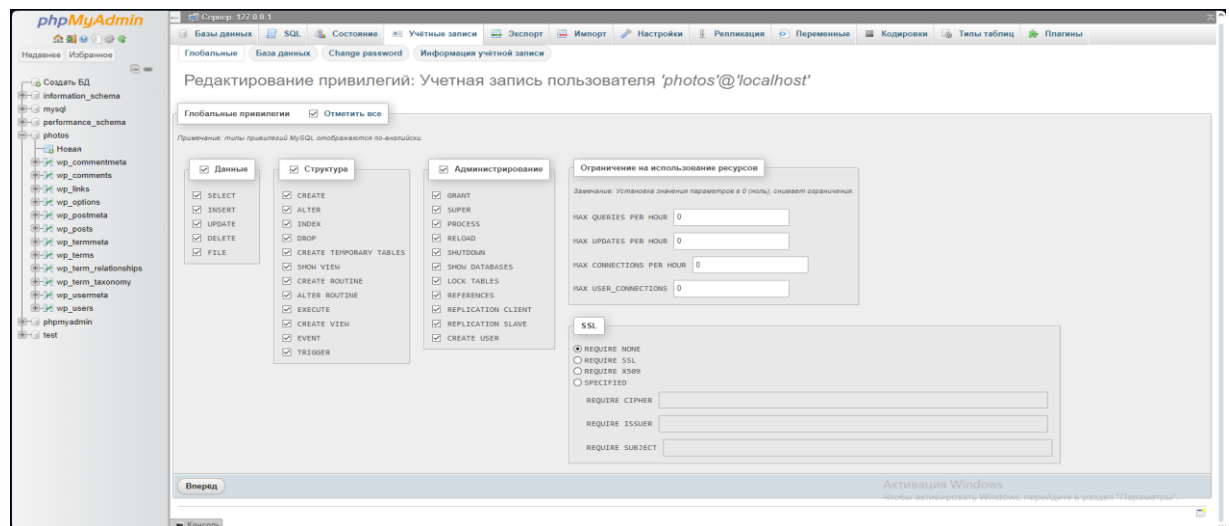 phpMyAdmin
Недавнее Избранное
Создать БД
information_schema
mysql
performance_schema
photos
Новая
wp_commentmeta
wp_comments
wp_links
wp_options
wp_postmeta
wp_posts
wp_termmeta
wp_terms
wp_term_relationships
wp_term_taxonomy
wp_usermeta
wp_users
phpmyadmin
test
Сервер: 127.0.0.1
Базы данных SQL Состояние Учётные записи Экспорт Импорт Настройки Репликация Переменные Кодировки Типы таблиц Плагины
Глобальные База данных Change password Информация учётной записи
Редактирование привилегий: Учетная запись пользователя 'photos'@'localhost'
Глобальные привилегии Отметить все
Примечание: типы привилегий MySQL отображаются по-английски.
Данные
SELECT
INSERT
UPDATE
DELETE
FILE
Структура
CREATE
ALTER
INDEX
DROP
CREATE TEMPORARY TABLES
SHOW VIEW
CREATE ROUTINE
ALTER ROUTINE
EXECUTE
CREATE VIEW
EVENT
TRIGGER
Администрирование
GRANT
SUPER
PROCESS
RELOAD
SHUTDOWN
SHOW DATABASES
LOCK TABLES
REFERENCES
REPLICATION CLIENT
REPLICATION SLAVE
CREATE USER
Ограничение на использование ресурсов
Замечание: Установка значения параметров в 0 (ноль), снимает ограничения.
MAX QUERIES PER HOUR 0
MAX UPDATES PER HOUR 0
MAX CONNECTIONS PER HOUR 0
MAX USER_CONNECTIONS 0
SSL
REQUIRE NONE
REQUIRE SSL
REQUIRE X509
SPECIFIED
REQUIRE CIPHER
REQUIRE ISSUER
REQUIRE SUBJECT
Вперёд
Активация Windows
Чтобы активировать Windows, перейдите в раздел "Параметры".
Консоль